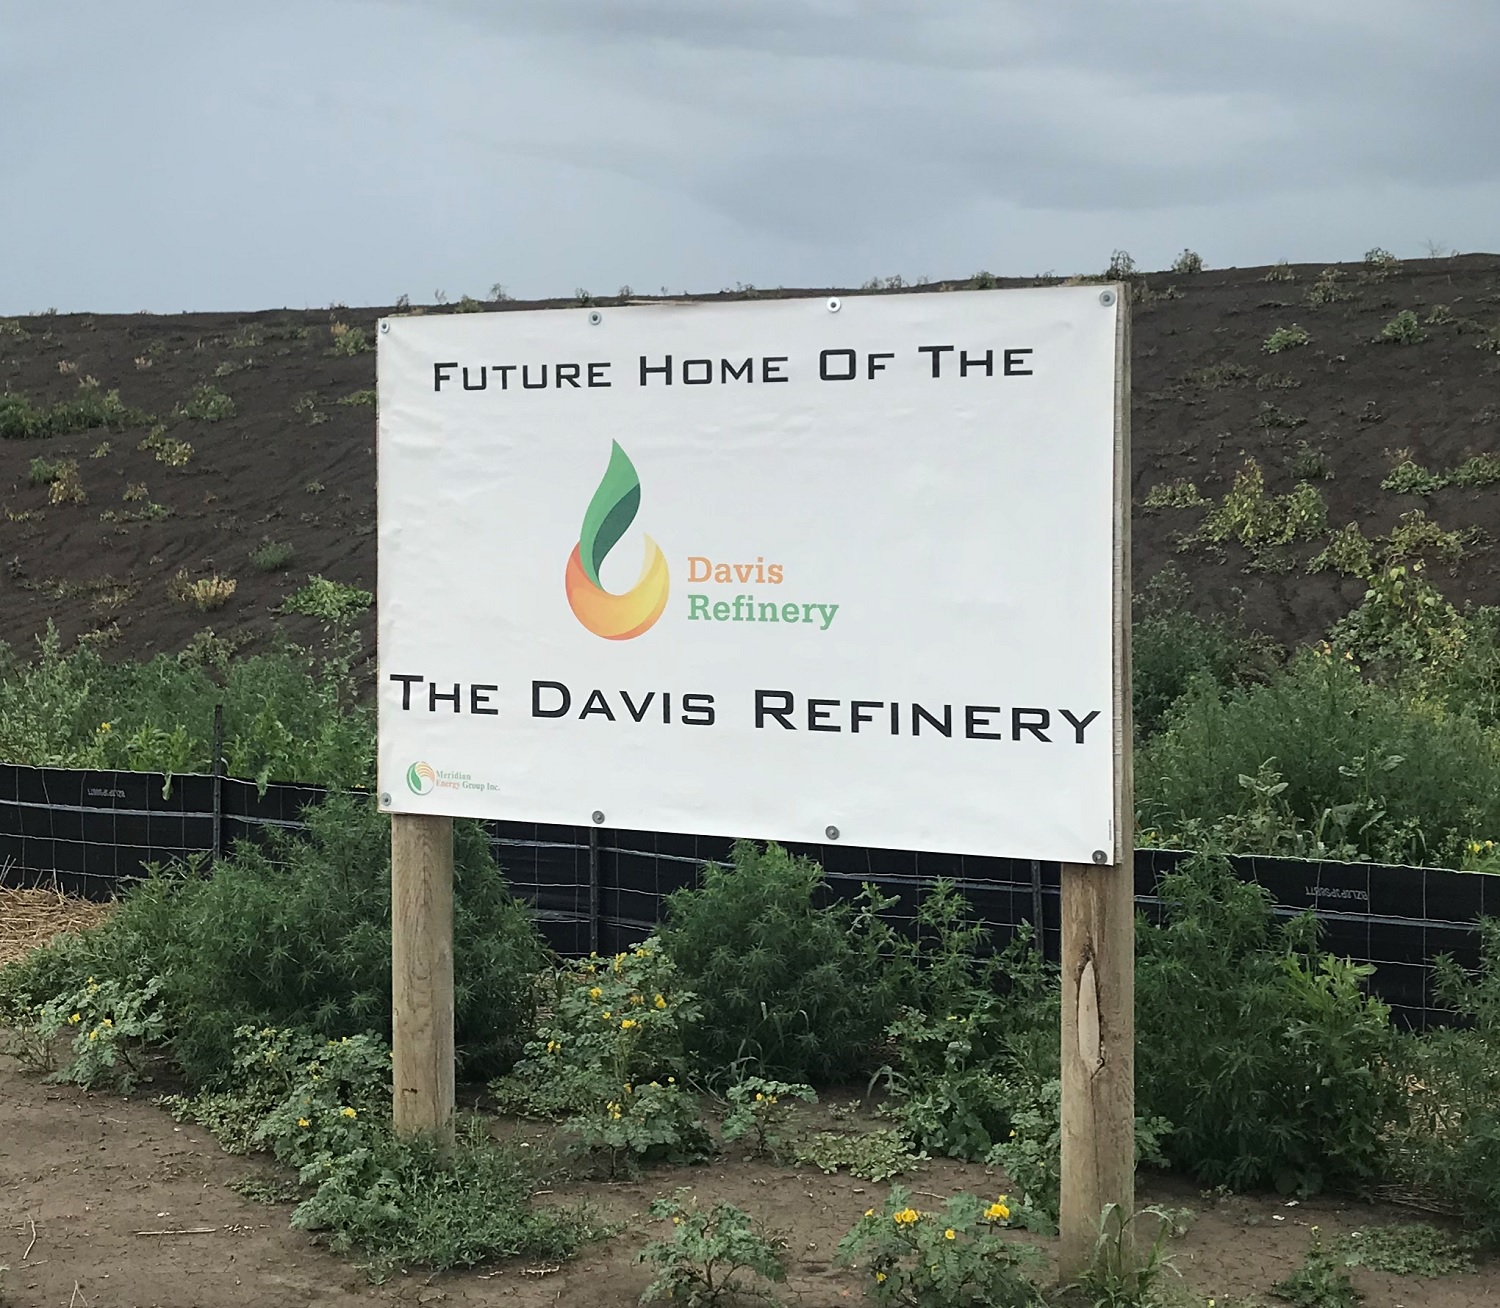 FUTURE HOME OF THE
Davis
Refinery
THE DAVIS REFINERY
Meridian
Energy Group Inc.